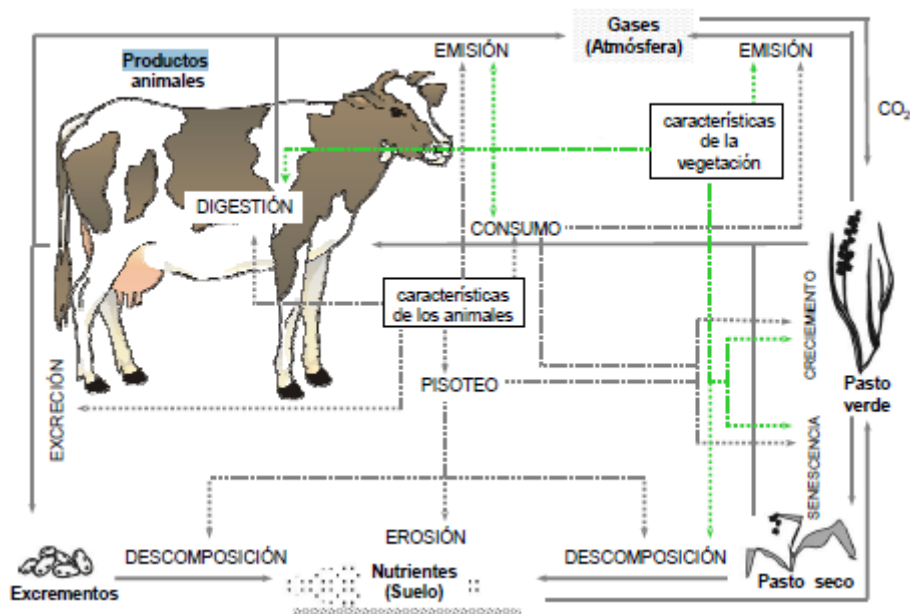 Gases
(Atmósfera)
EMISIÓN
EMISIÓN
Productos
animales
CO2
características
de la
vegetación
DIGESTIÓN
CONSUMO
características
de los animales
CRECIEMENTO
PISOTEO
Pasto
verde
EXCRECIÓN
SENESCENCIA
EROSIÓN
DESCOMPOSICIÓN
DESCOMPOSICIÓN
Nutrientes
(Suelo)
Excrementos
Pasto seco